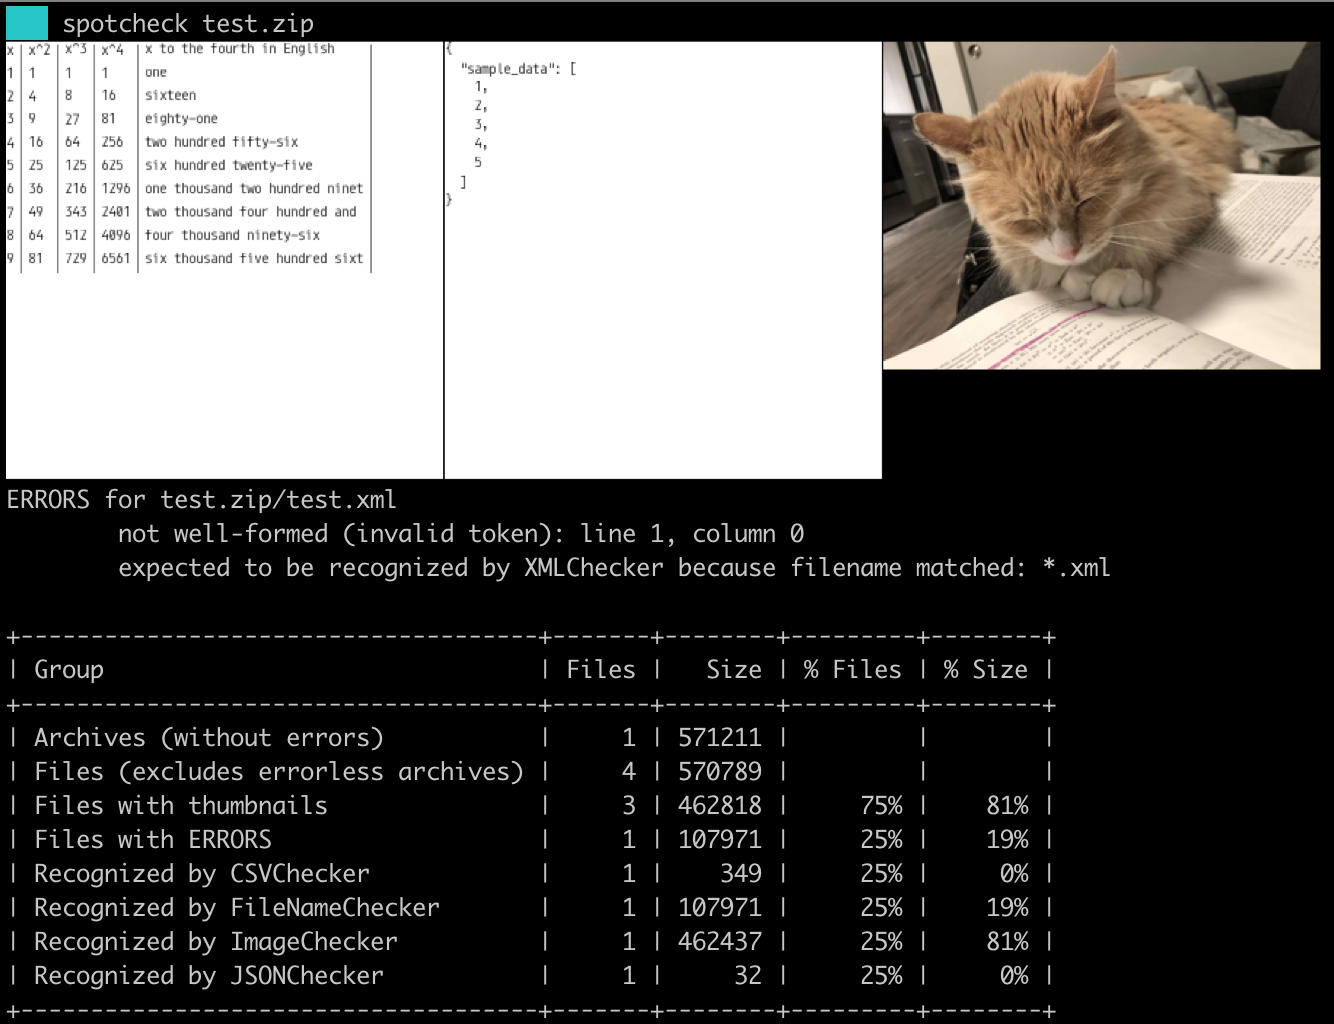 spotcheck test.zip
x | x^2 | x^3 | x^4 | x to the fourth in English |
1 | 1 | 1 | 1 | one
2 | 4 | 8 | 16 | sixteen
3 | 9 | 27 | 81 | eighty-one
4 | 16 | 64 | 256 | two hundred fifty-six
5 | 25 | 125 | 625 | six hundred twenty-five
6 | 36 | 216 | 1296 | one thousand two hundred ninet
7 | 49 | 343 | 2401 | two thousand four hundred and
8 | 64 | 512 | 4096 | four thousand ninety-six
9 | 81 | 729 | 6561 | six thousand five hundred sixt
{
"sample_data": [
1,
2,
3,
4,
5
]
}
ERRORS for test.zip/test.xml
not well-formed (invalid token): line 1, column 0
expected to be recognized by XMLChecker because filename matched: *.xml
+-------------------------------------+-------+--------+---------+--------+
| Group | Files | Size | % Files | % Size |
+-------------------------------------+-------+--------+---------+--------+
| Archives (without errors) | 1 | 571211 | | |
| Files (excludes errorless archives) | 4 | 570789 | | |
| Files with thumbnails | 3 | 462818 | 75% | 81% |
| Files with ERRORS | 1 | 107971 | 25% | 19% |
| Recognized by CSVChecker | 1 | 349 | 25% | 0% |
| Recognized by FileNameChecker | 1 | 107971 | 25% | 19% |
| Recognized by ImageChecker | 1 | 462437 | 25% | 81% |
| Recognized by JSONChecker | 1 | 32 | 25% | 0% |
+-------------------------------------+-------+--------+---------+--------+